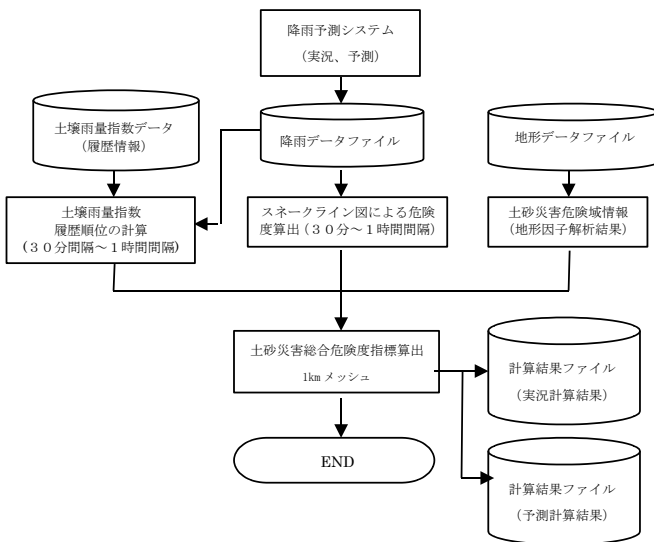 降雨予測システム
（実況、予測）
土壌雨量指数データ
（履歴情報）
降雨データファイル
地形データファイル
土壌雨量指数
履歴順位の計算
（３０分間隔～１時間間隔）
スネークライン図による危険
度算出（３０分～１時間間隔）
土砂災害危険域情報
（地形因子解析結果）
土砂災害総合危険度指標算出
1km メッシュ
計算結果ファイル
（実況計算結果）
END
計算結果ファイル
（予測計算結果）